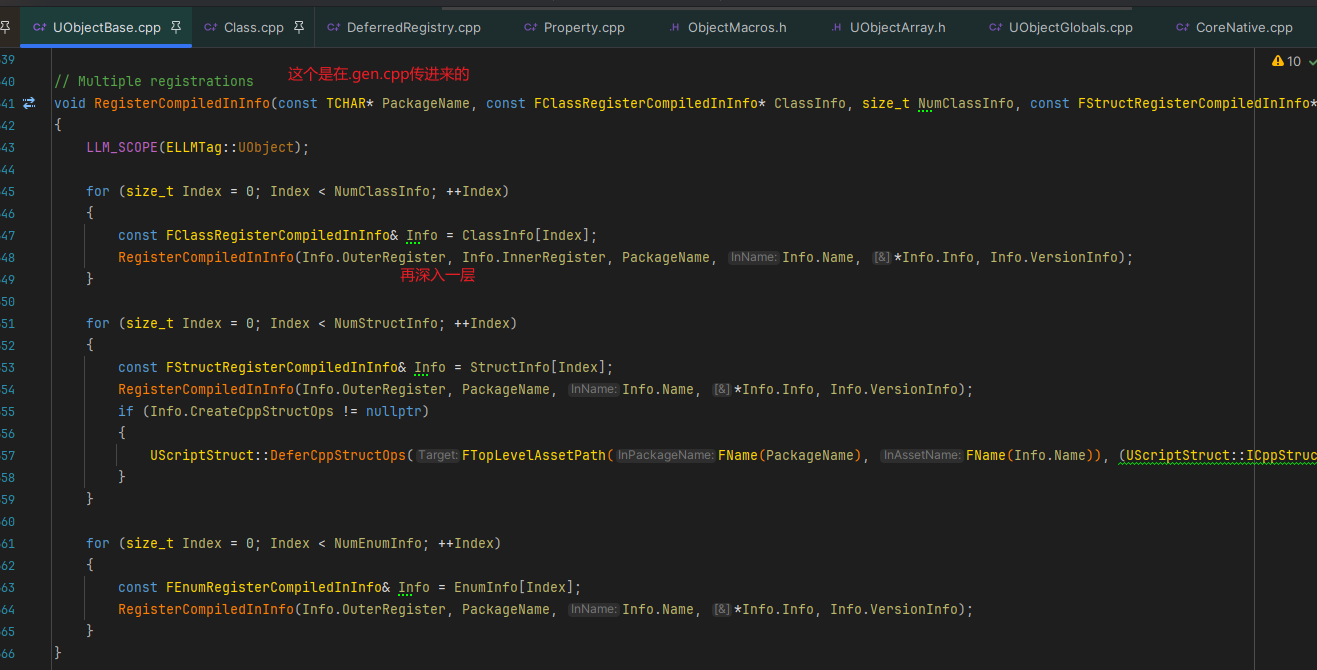 UObjectBase.cpp Class.cpp DeferredRegistry.cpp Property.cpp ObjectMacros.h UObjectArray.h UObjectGlobals.cpp CoreNative.cpp
39
10
40 // Multiple registrations 这个是在.gen.cpp传进来的
41 void RegisterCompiledInInfo(const TCHAR* PackageName, const FClassRegisterCompiledInInfo* ClassInfo, size_t NumClassInfo, const FStructRegisterCompiledInInfo*
42 {
43 LLM_SCOPE(ELLMTag::UObject);
44
45 for (size_t Index = 0; Index < NumClassInfo; ++Index)
46 {
47 const FClassRegisterCompiledInInfo& Info = ClassInfo[Index];
48 RegisterCompiledInInfo(Info.OuterRegister, Info.InnerRegister, PackageName, InName: Info.Name, [&] *Info.Info, Info.VersionInfo);
49 } 再深入一层
50
51 for (size_t Index = 0; Index < NumStructInfo; ++Index)
52 {
53 const FStructRegisterCompiledInInfo& Info = StructInfo[Index];
54 RegisterCompiledInInfo(Info.OuterRegister, PackageName, InName: Info.Name, [&] *Info.Info, Info.VersionInfo);
55 if (Info.CreateCppStructOps != nullptr)
56 {
57 UScriptStruct::DeferCppStructOps( Target: FTopLevelAssetPath( InPackageName: FName(PackageName), InAssetName: FName(Info.Name)), (UScriptStruct::ICppStruc
58 }
59 }
60
61 for (size_t Index = 0; Index < NumEnumInfo; ++Index)
62 {
63 const FEnumRegisterCompiledInInfo& Info = EnumInfo[Index];
64 RegisterCompiledInInfo(Info.OuterRegister, PackageName, InName: Info.Name, [&] *Info.Info, Info.VersionInfo);
65 }
66 }